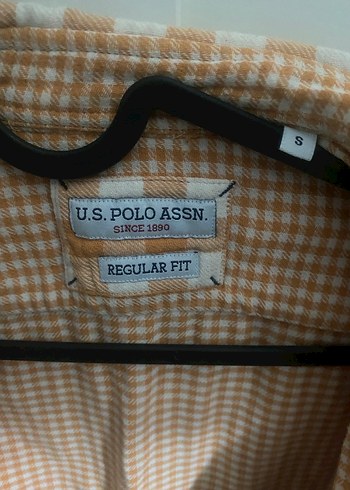 S
U.S. POLO ASSN.
SINCE 1890
REGULAR FIT